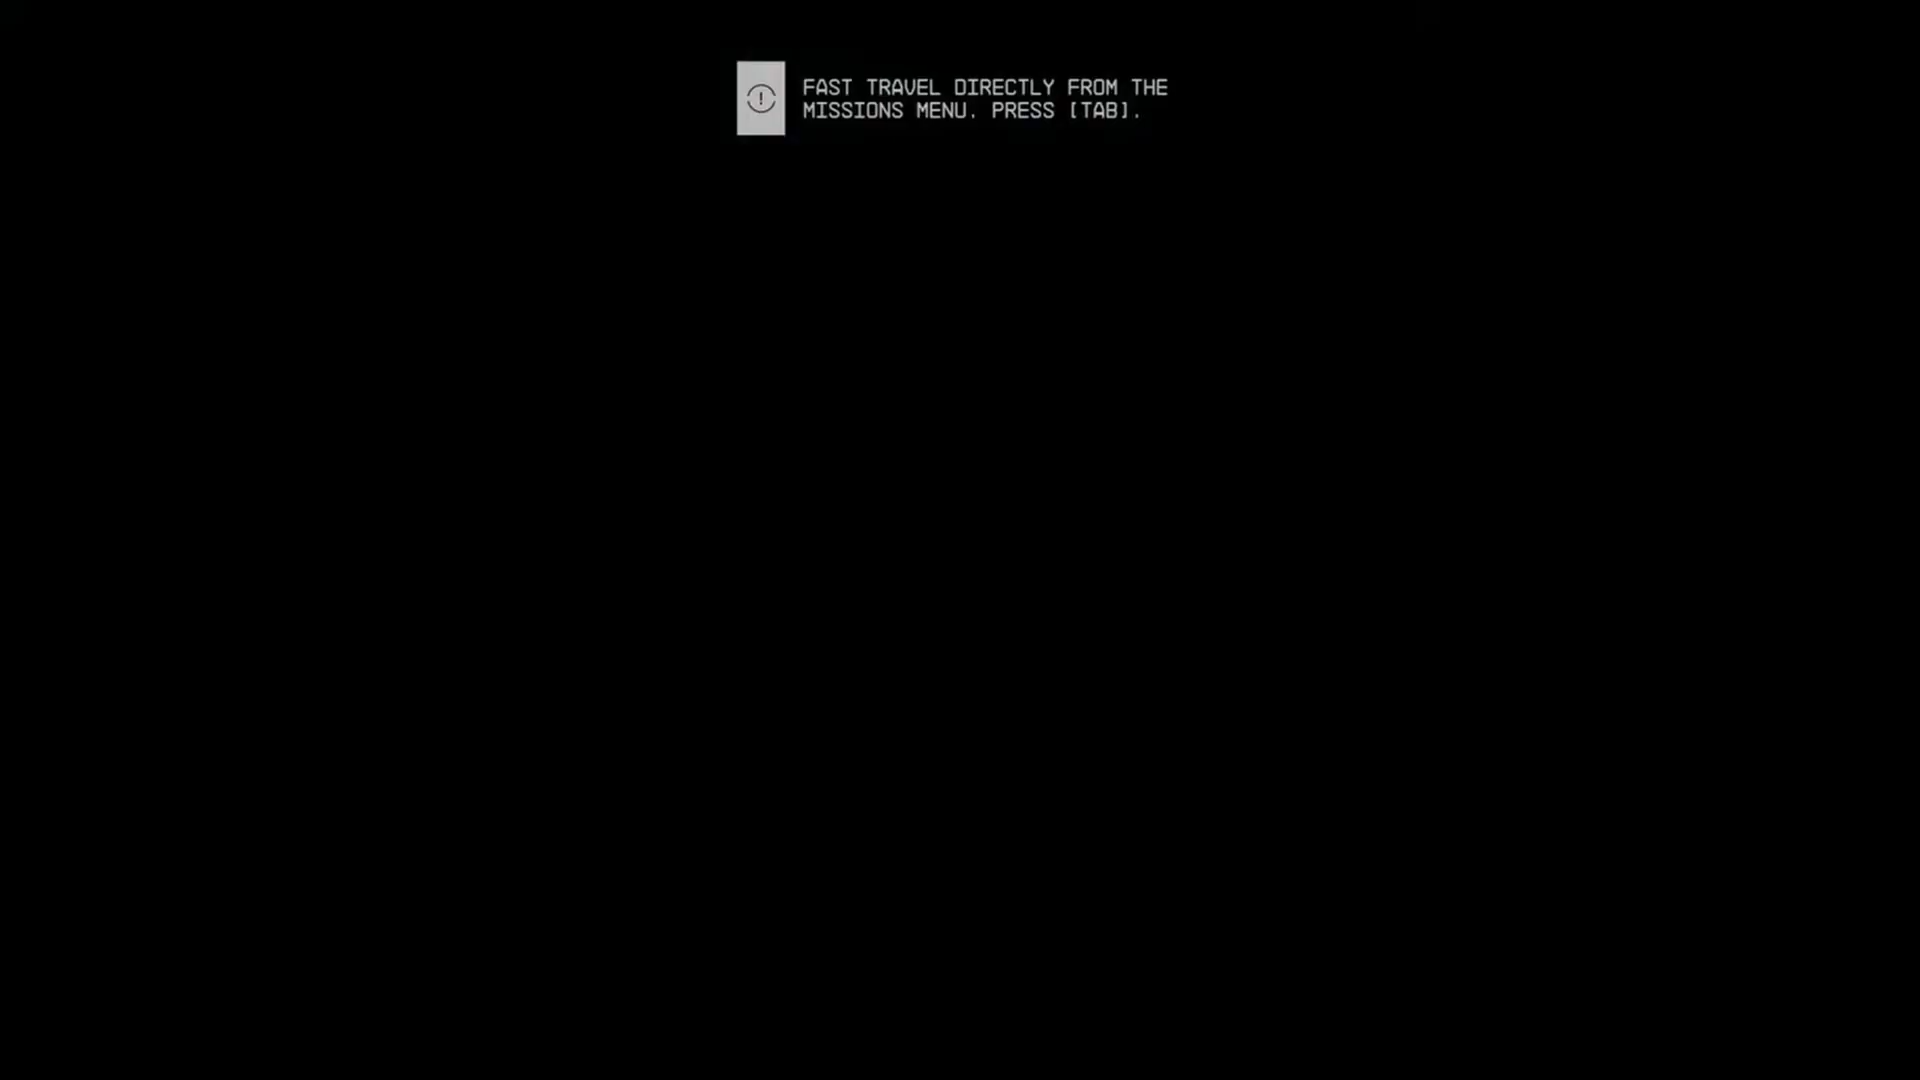 FAST TRAVEL DIRECTLY FROM THE
MISSIONS MENU. PRESS [TAB].